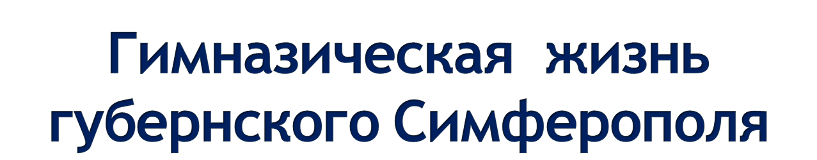 Гимназическая жизнь
губернского Симферополя